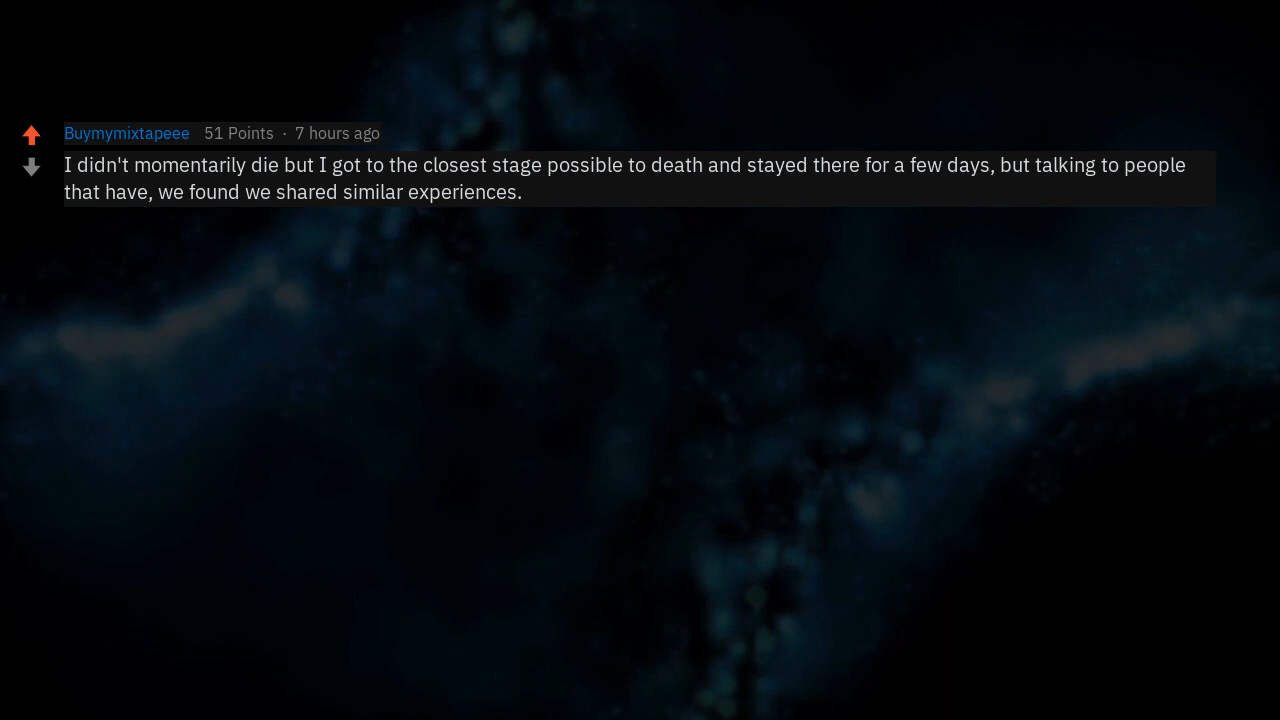 Buymymixtapeee 51 Points · 7 hours ago
I didn't momentarily die but I got to the closest stage possible to death and stayed there for a few days, but talking to people
that have, we found we shared similar experiences.